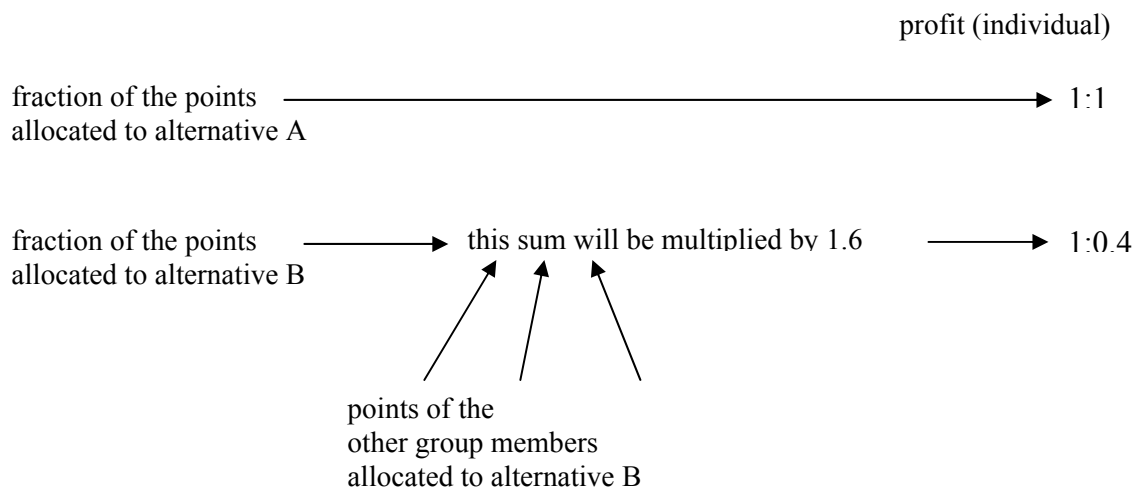 profit (individual)
fraction of the points
allocated to alternative A
1:1
fraction of the points
allocated to alternative B
this sum will be multiplied by 1.6
1:0.4
points of the
other group members
allocated to alternative B